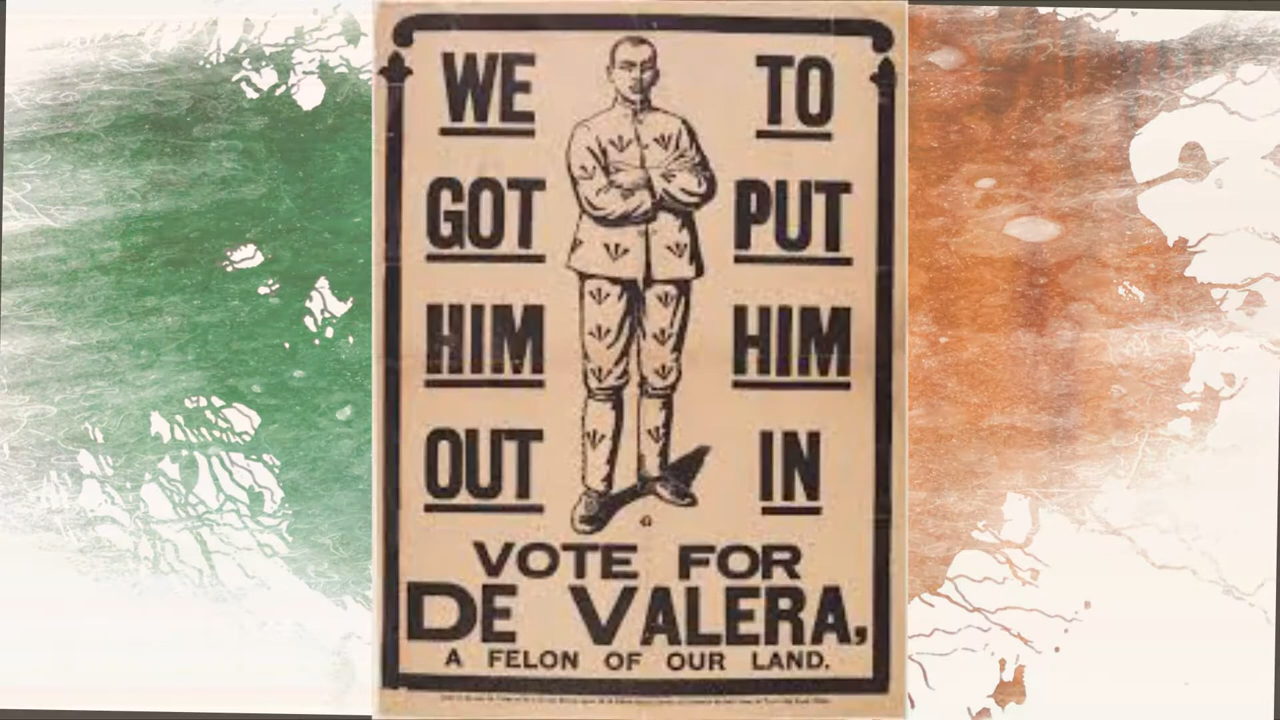 WE
GOT
HIM
OUT
TO
PUT
HIM
IN
VOTE FOR
DE VALERA,
A FELON OF OUR LAND.